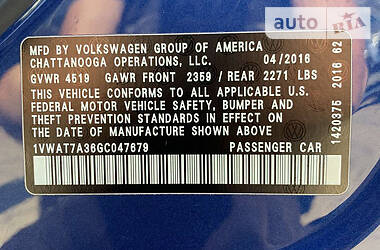 auto RIA
MFD BY VOLKSWAGEN GROUP OF AMERICA
CHATTANOOGA OPERATIONS, LLC. 04/2016
GVWR 4519 GAWR FRONT 2359 / REAR 2271 LBS
THIS VEHICLE CONFORMS TO ALL APPLICABLE U.S.
FEDERAL MOTOR VEHICLE SAFETY, BUMPER AND
THEFT PREVENTION STANDARDS IN EFFECT ON THE
DATE OF MANUFACTURE SHOWN ABOVE.
1VWAT7A36GC047679 PASSENGER CAR
1420375 2016 62